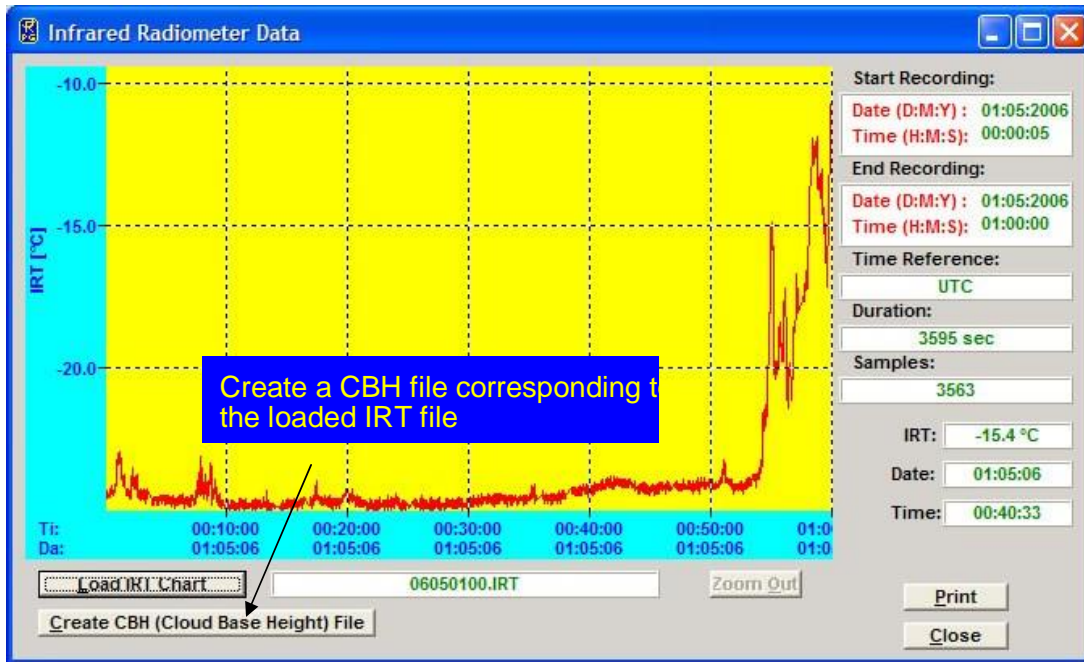 Infrared Radiometer Data
-10.0
-15.0
-20.0
IRT [°C]
Create a CBH file corresponding t
the loaded IRT file
Ti: 00:10:00 00:20:00 00:30:00 00:40:00 00:50:00 01:0
Da: 01:05:06 01:05:06 01:05:06 01:05:06 01:05:06 01:0
Load IRT Chart 06050100.IRT Zoom Out
Create CBH (Cloud Base Height) File
Start Recording:
Date (D:M:Y) : 01:05:2006
Time (H:M:S): 00:00:05
End Recording:
Date (D:M:Y) : 01:05:2006
Time (H:M:S): 01:00:00
Time Reference:
UTC
Duration:
3595 sec
Samples:
3563
IRT: -15.4 °C
Date: 01:05:06
Time: 00:40:33
Print
Close